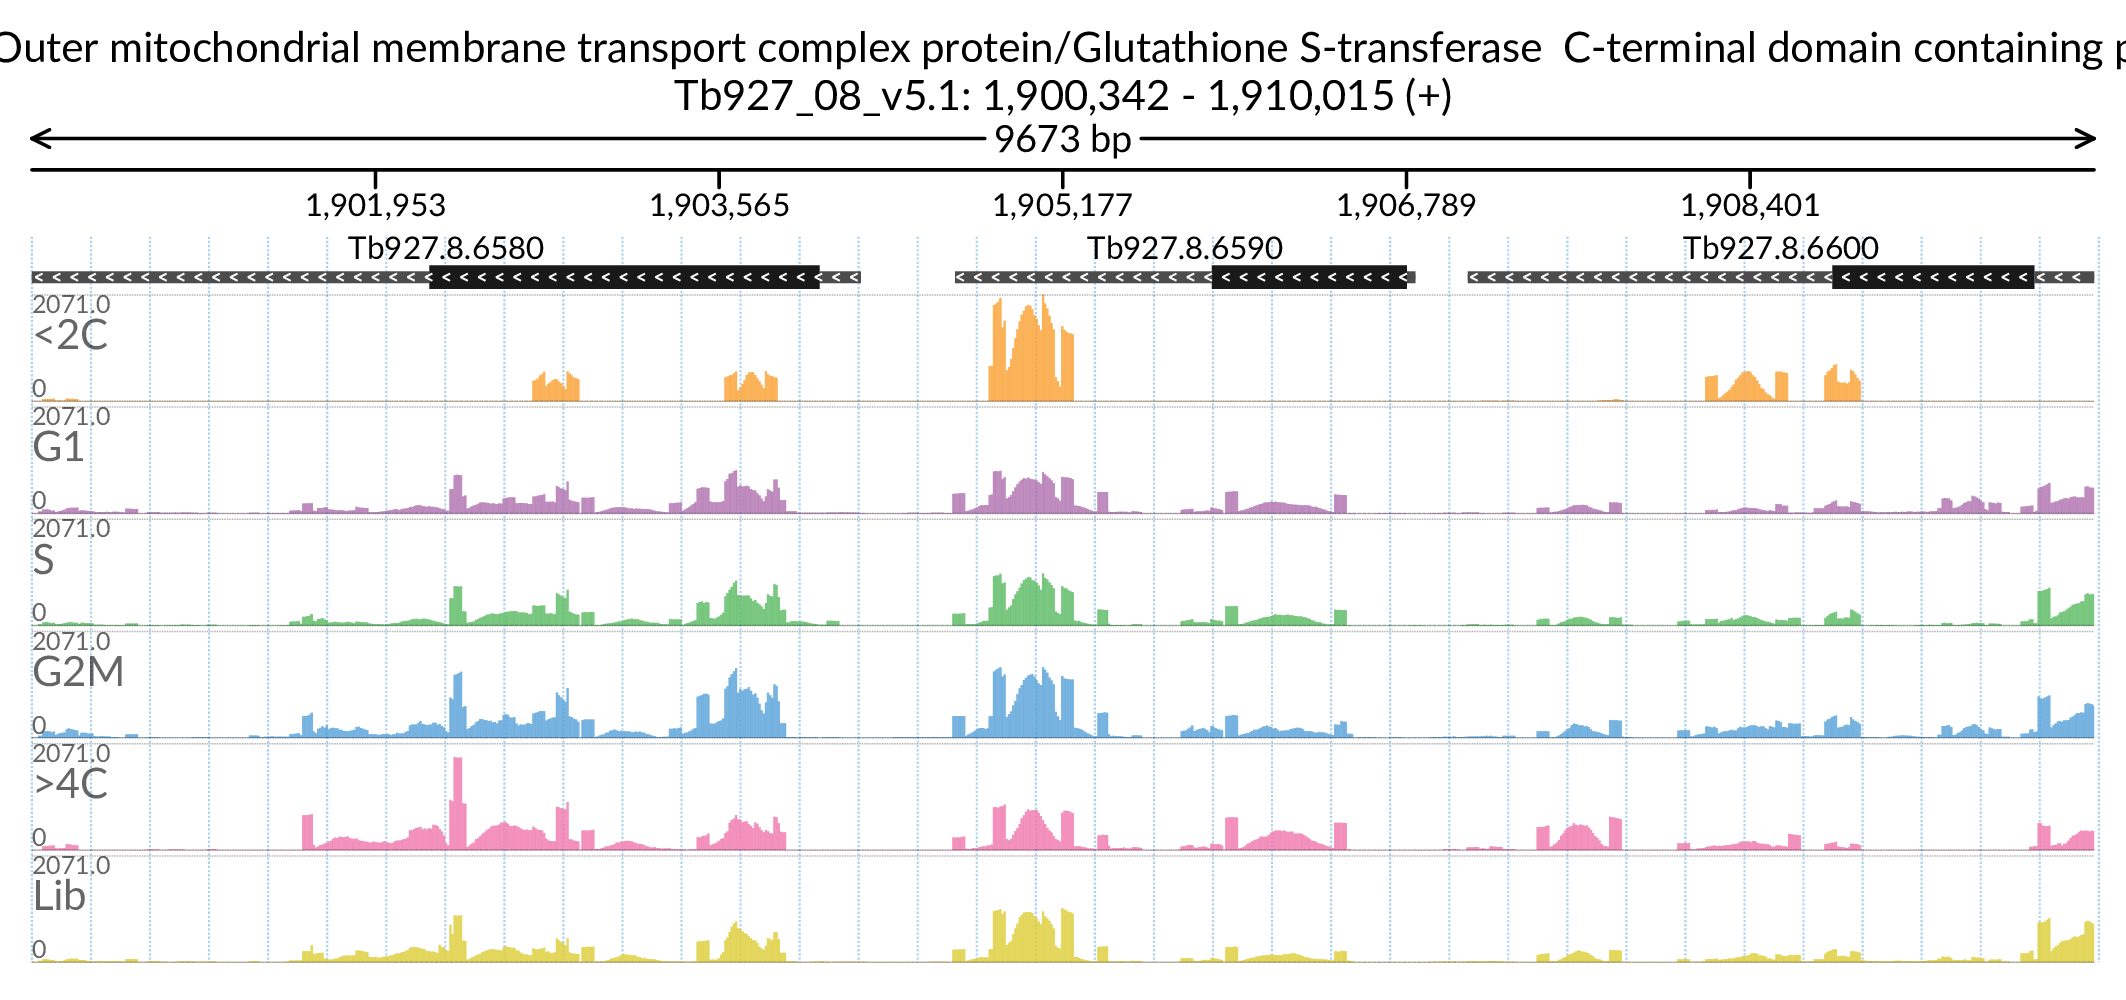 Outer mitochondrial membrane transport complex protein/Glutathione S-transferase C-terminal domain containing p
Tb927_08_v5.1: 1,900,342 - 1,910,015 (+)
9673 bp
1,901,953 1,903,565 1,905,177 1,906,789 1,908,401
Tb927.8.6580 Tb927.8.6590 Tb927.8.6600
2071.0
<2C
0
2071.0
G1
0
2071.0
S
0
2071.0
G2M
0
2071.0
>4C
0
2071.0
Lib
0